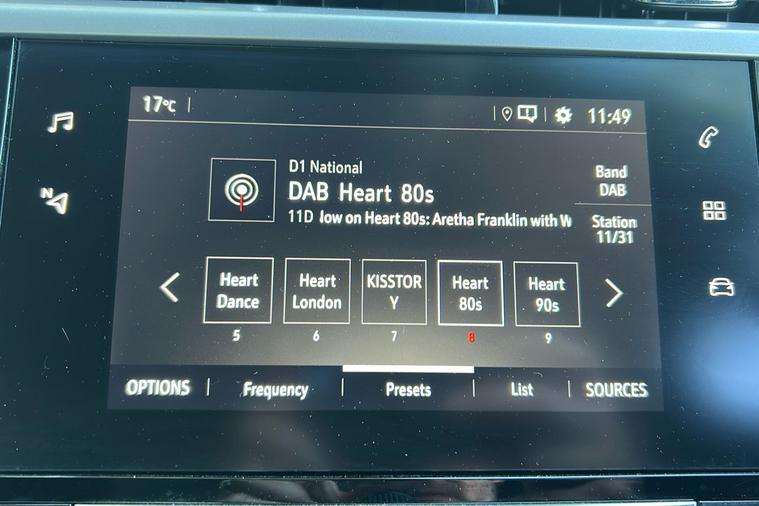 17°C
11:49
D1 National
DAB Heart 80s
11D low on Heart 80s: Aretha Franklin with W
Band
DAB
Station
11/31
Heart Dance
Heart London
KISSTORY
Heart 80s
Heart 90s
5 6 7 8 9
OPTIONS Frequency Presets List SOURCES
N